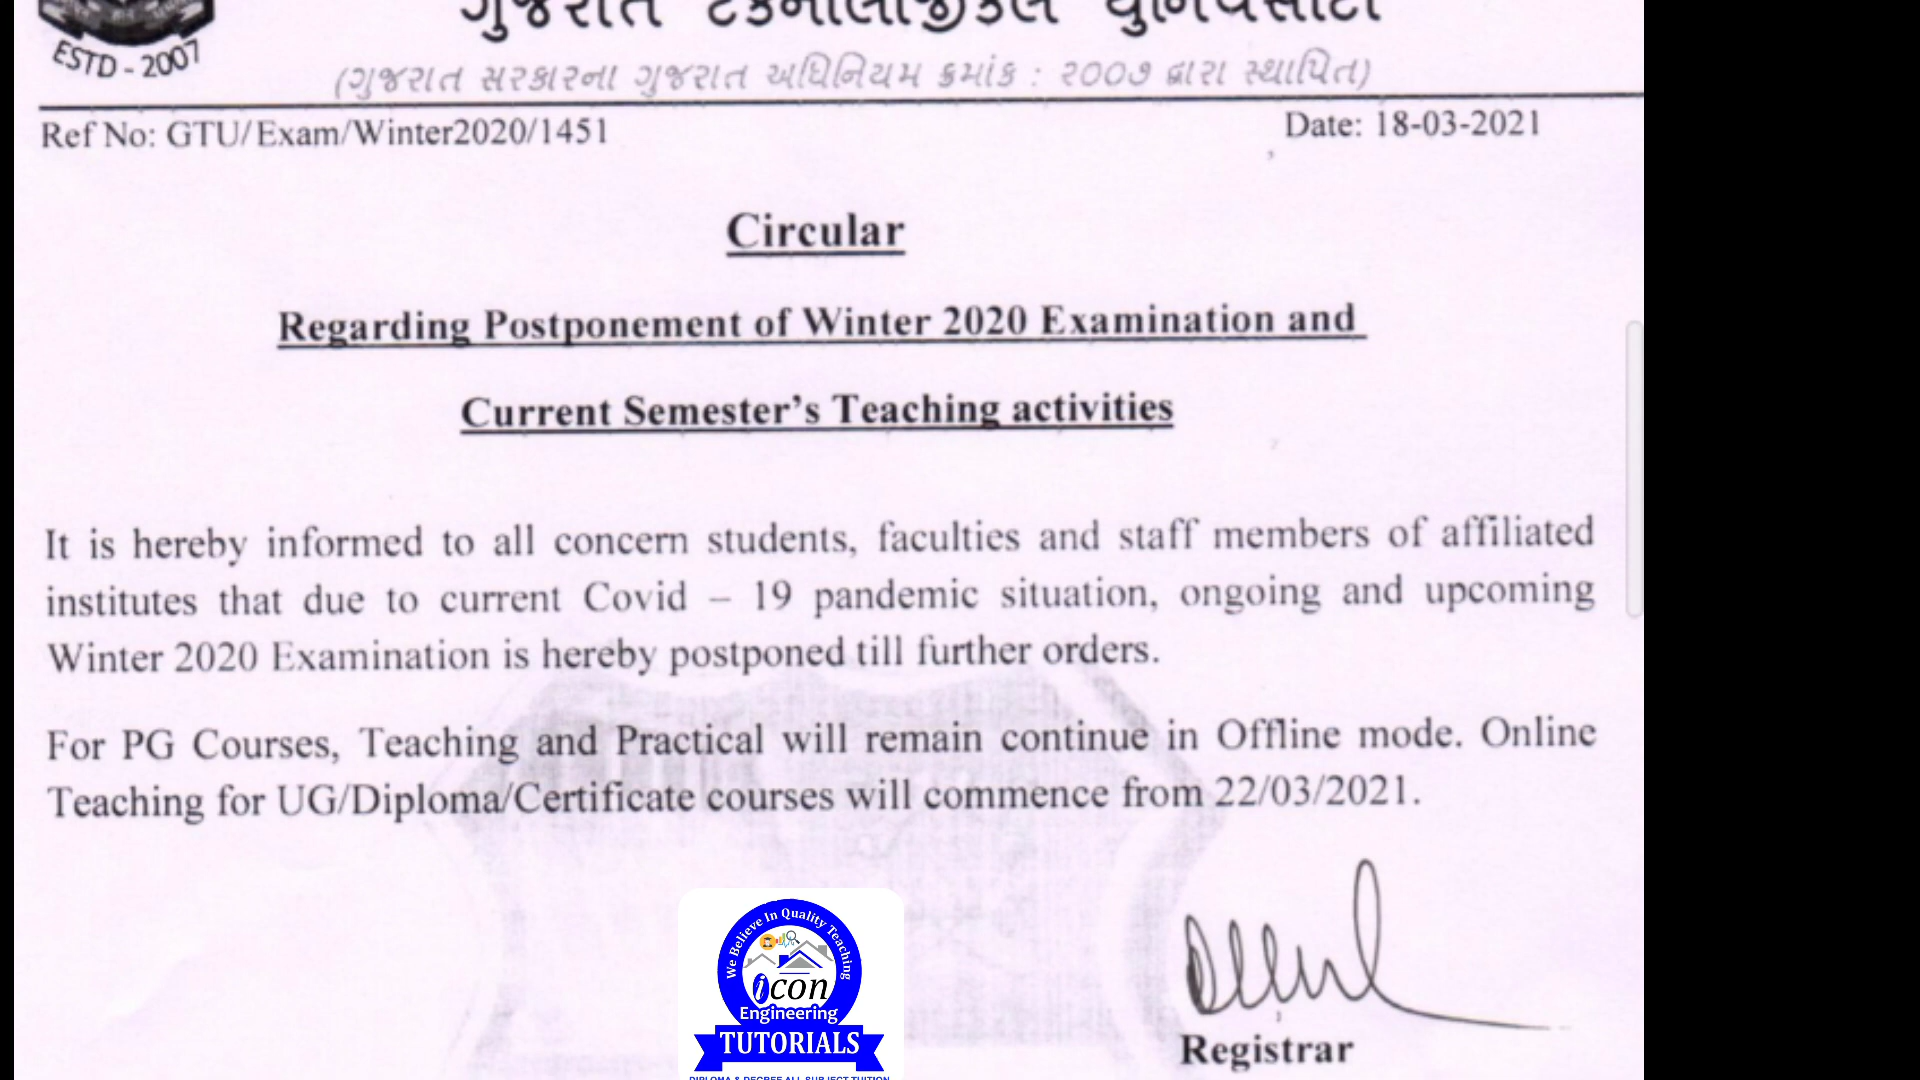 ગુજરાત ટેકનોલોજીકલ યુનિવર્સીટી
ESTD - 2007
(ગુજરાત સરકારના ગુજરાત અધિનિયમ ક્રમાંક : ૨૦૦૭ દ્વારા સ્થાપિત)
Ref No: GTU/Exam/Winter2020/1451
Date: 18-03-2021
Circular
Regarding Postponement of Winter 2020 Examination and
Current Semester's Teaching activities
It is hereby informed to all concern students, faculties and staff members of affiliated
institutes that due to current Covid – 19 pandemic situation, ongoing and upcoming
Winter 2020 Examination is hereby postponed till further orders.
For PG Courses, Teaching and Practical will remain continue in Offline mode. Online
Teaching for UG/Diploma/Certificate courses will commence from 22/03/2021.
We Believe In Quality Teaching
icon
Engineering
TUTORIALS
DIPLOMA & DEGREE ALL SUBJECT TUITION
Registrar